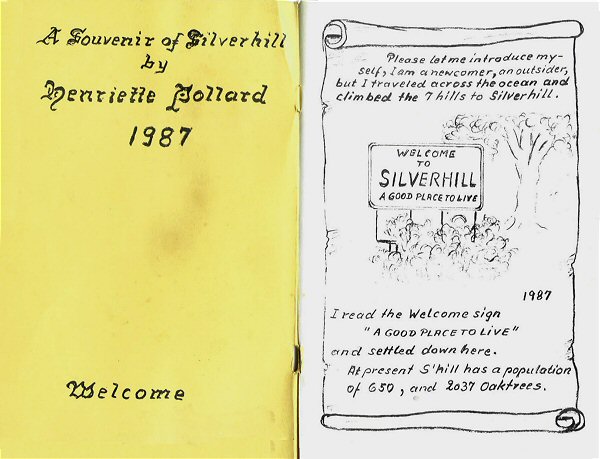 A Souvenir of Silverhill
by
Henriette Pollard
1987
Welcome
Please let me introduce my-
self, I am a newcomer, an outsider,
but I traveled across the ocean and
climbed the 7 hills to Silverhill.
WELCOME
TO
SILVERHILL
A GOOD PLACE TO LIVE
1987
I read the Welcome sign
"A GOOD PLACE TO LIVE"
and settled down here.
At present S'hill has a population
of 650, and 2037 Oaktrees.